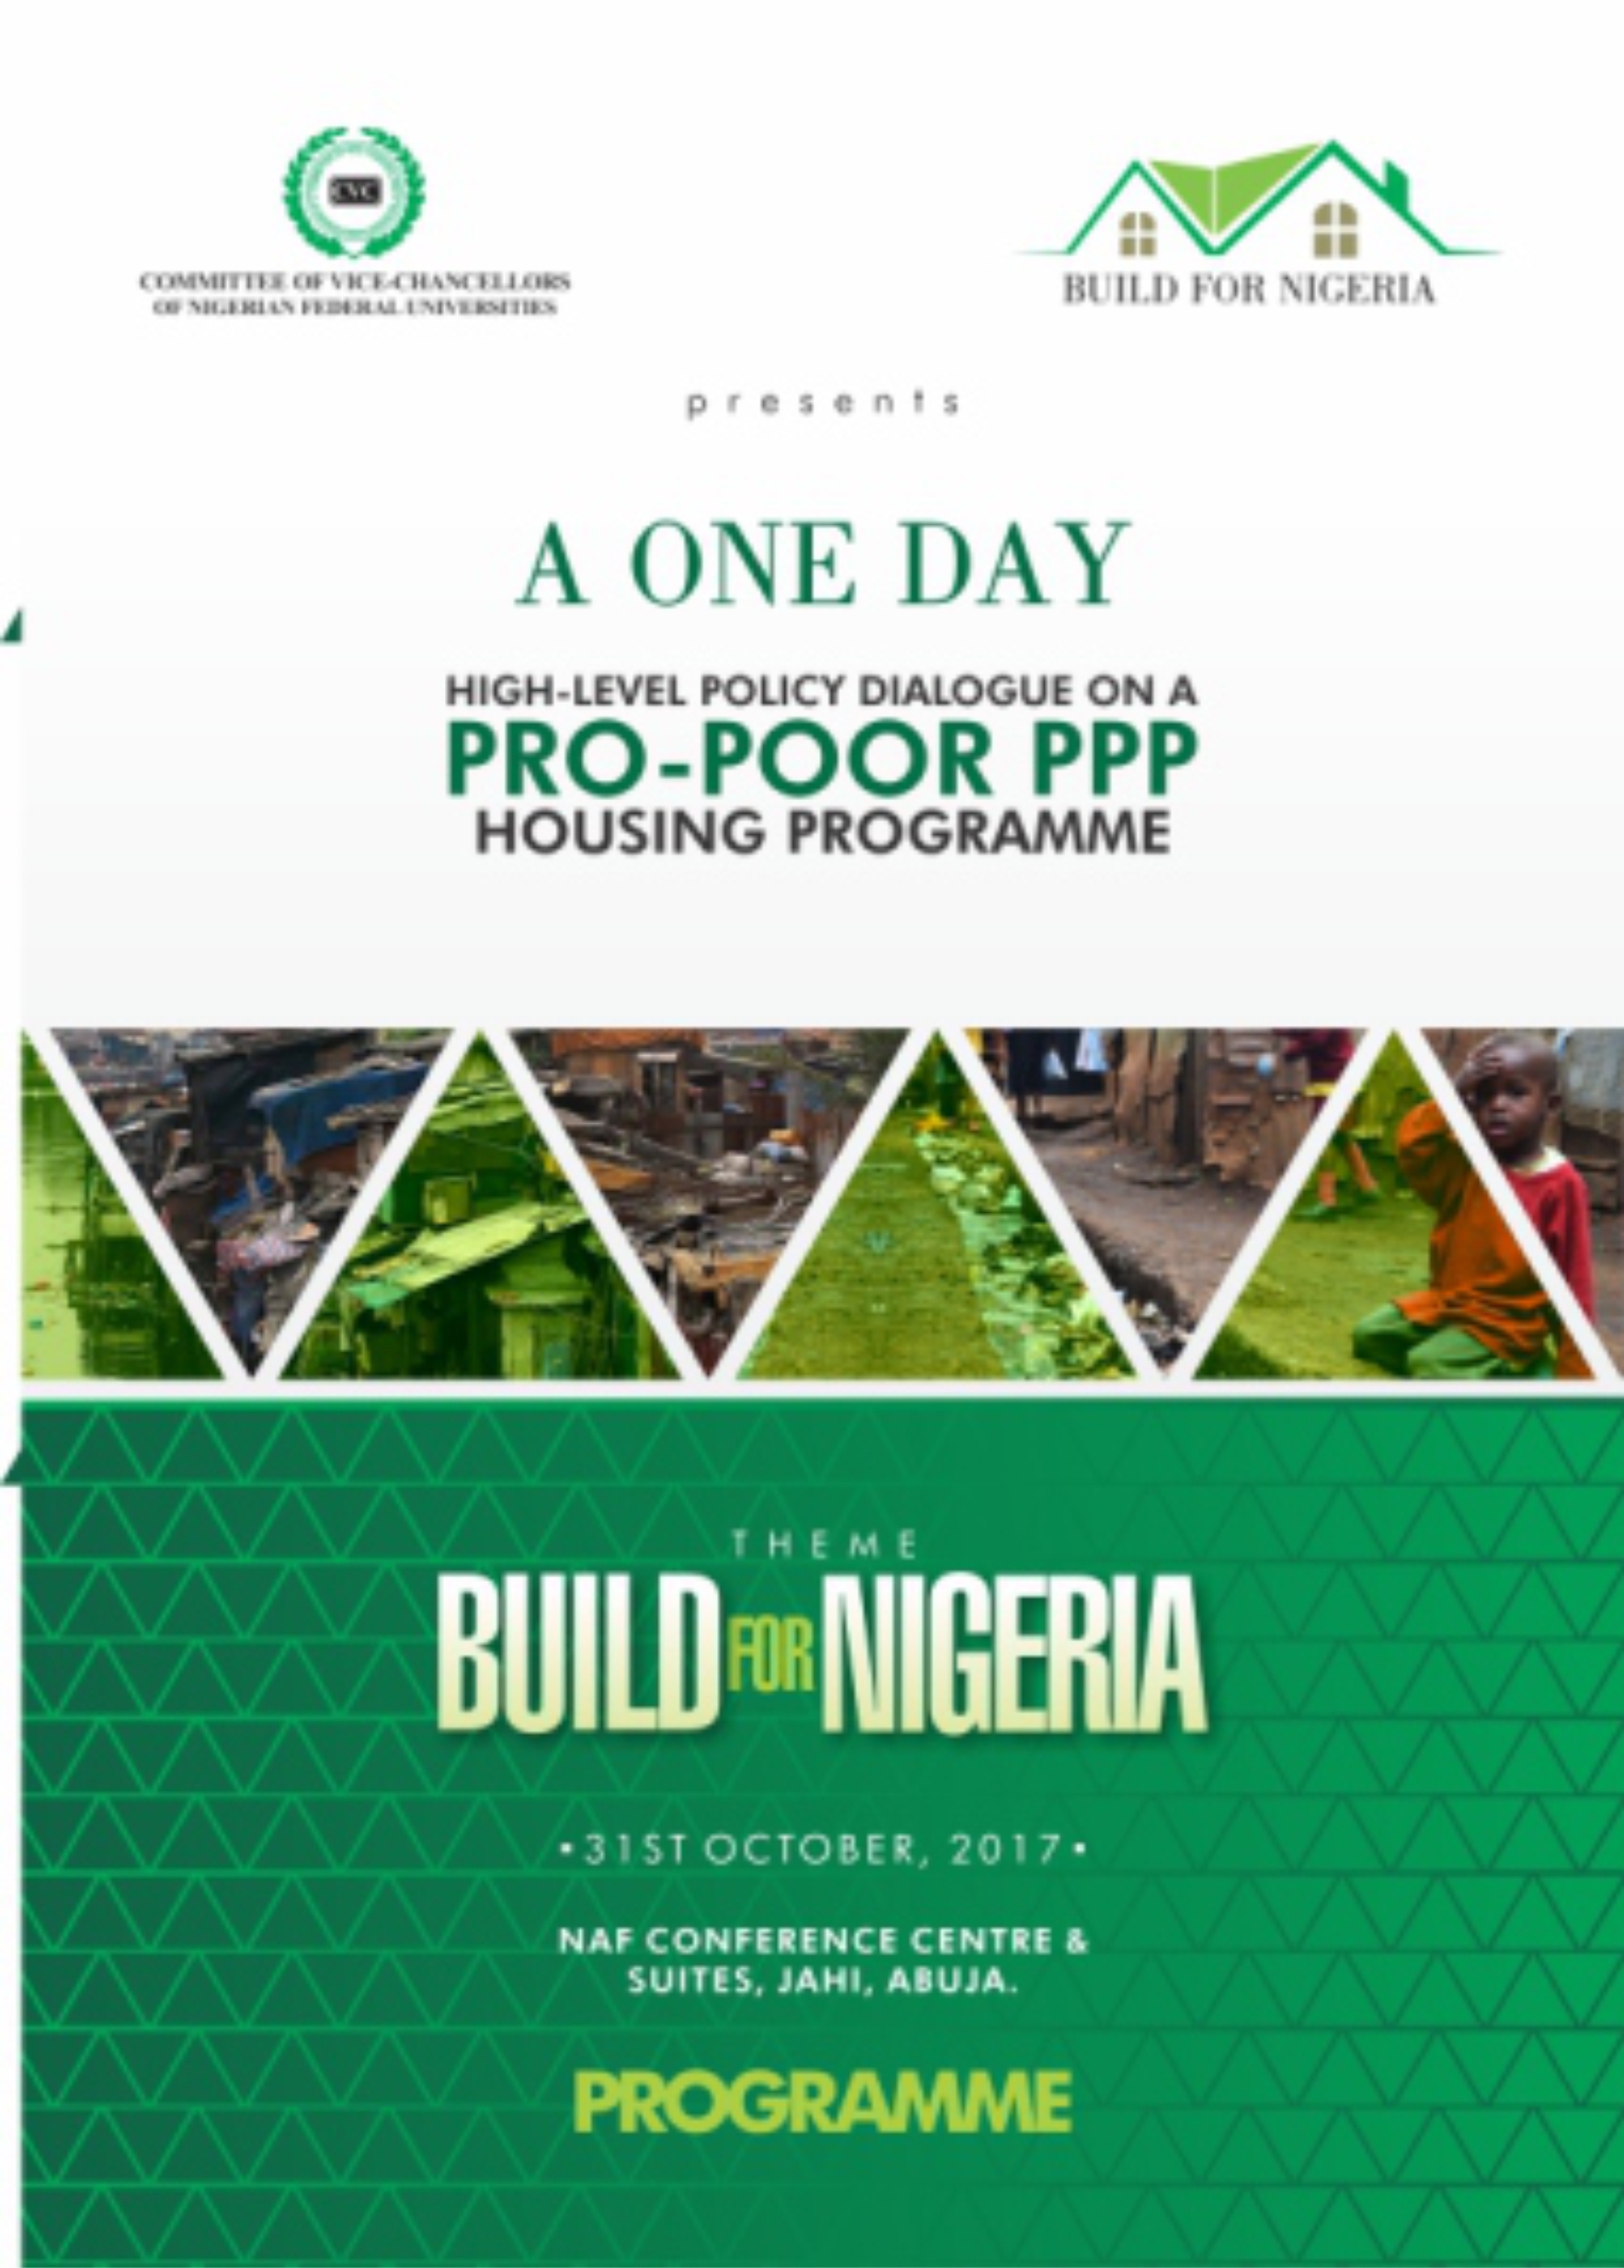 CVC
COMMITTEE OF VICE-CHANCELLORS
OF NIGERIAN FEDERAL UNIVERSITIES
BUILD FOR NIGERIA
presents
A ONE DAY
HIGH-LEVEL POLICY DIALOGUE ON A
PRO-POOR PPP
HOUSING PROGRAMME
THEME
BUILD FOR NIGERIA
•31ST OCTOBER, 2017•
NAF CONFERENCE CENTRE &
SUITES, JAHI, ABUJA.
PROGRAMME